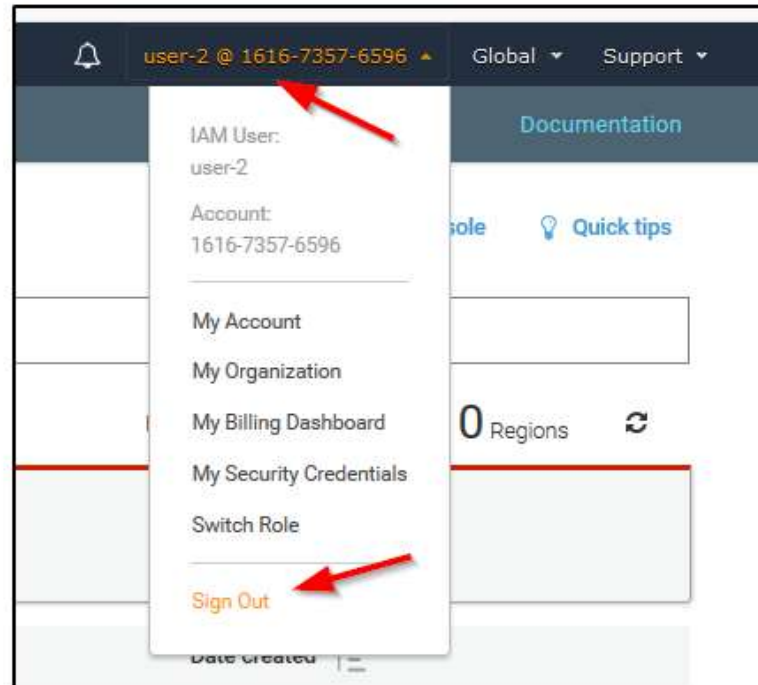 user-2 @ 1616-7357-6596 Global Support
Documentation
IAM User:
user-2
Account:
1616-7357-6596
sole Quick tips
My Account
My Organization
My Billing Dashboard
0 Regions
My Security Credentials
Switch Role
Sign Out
Date created